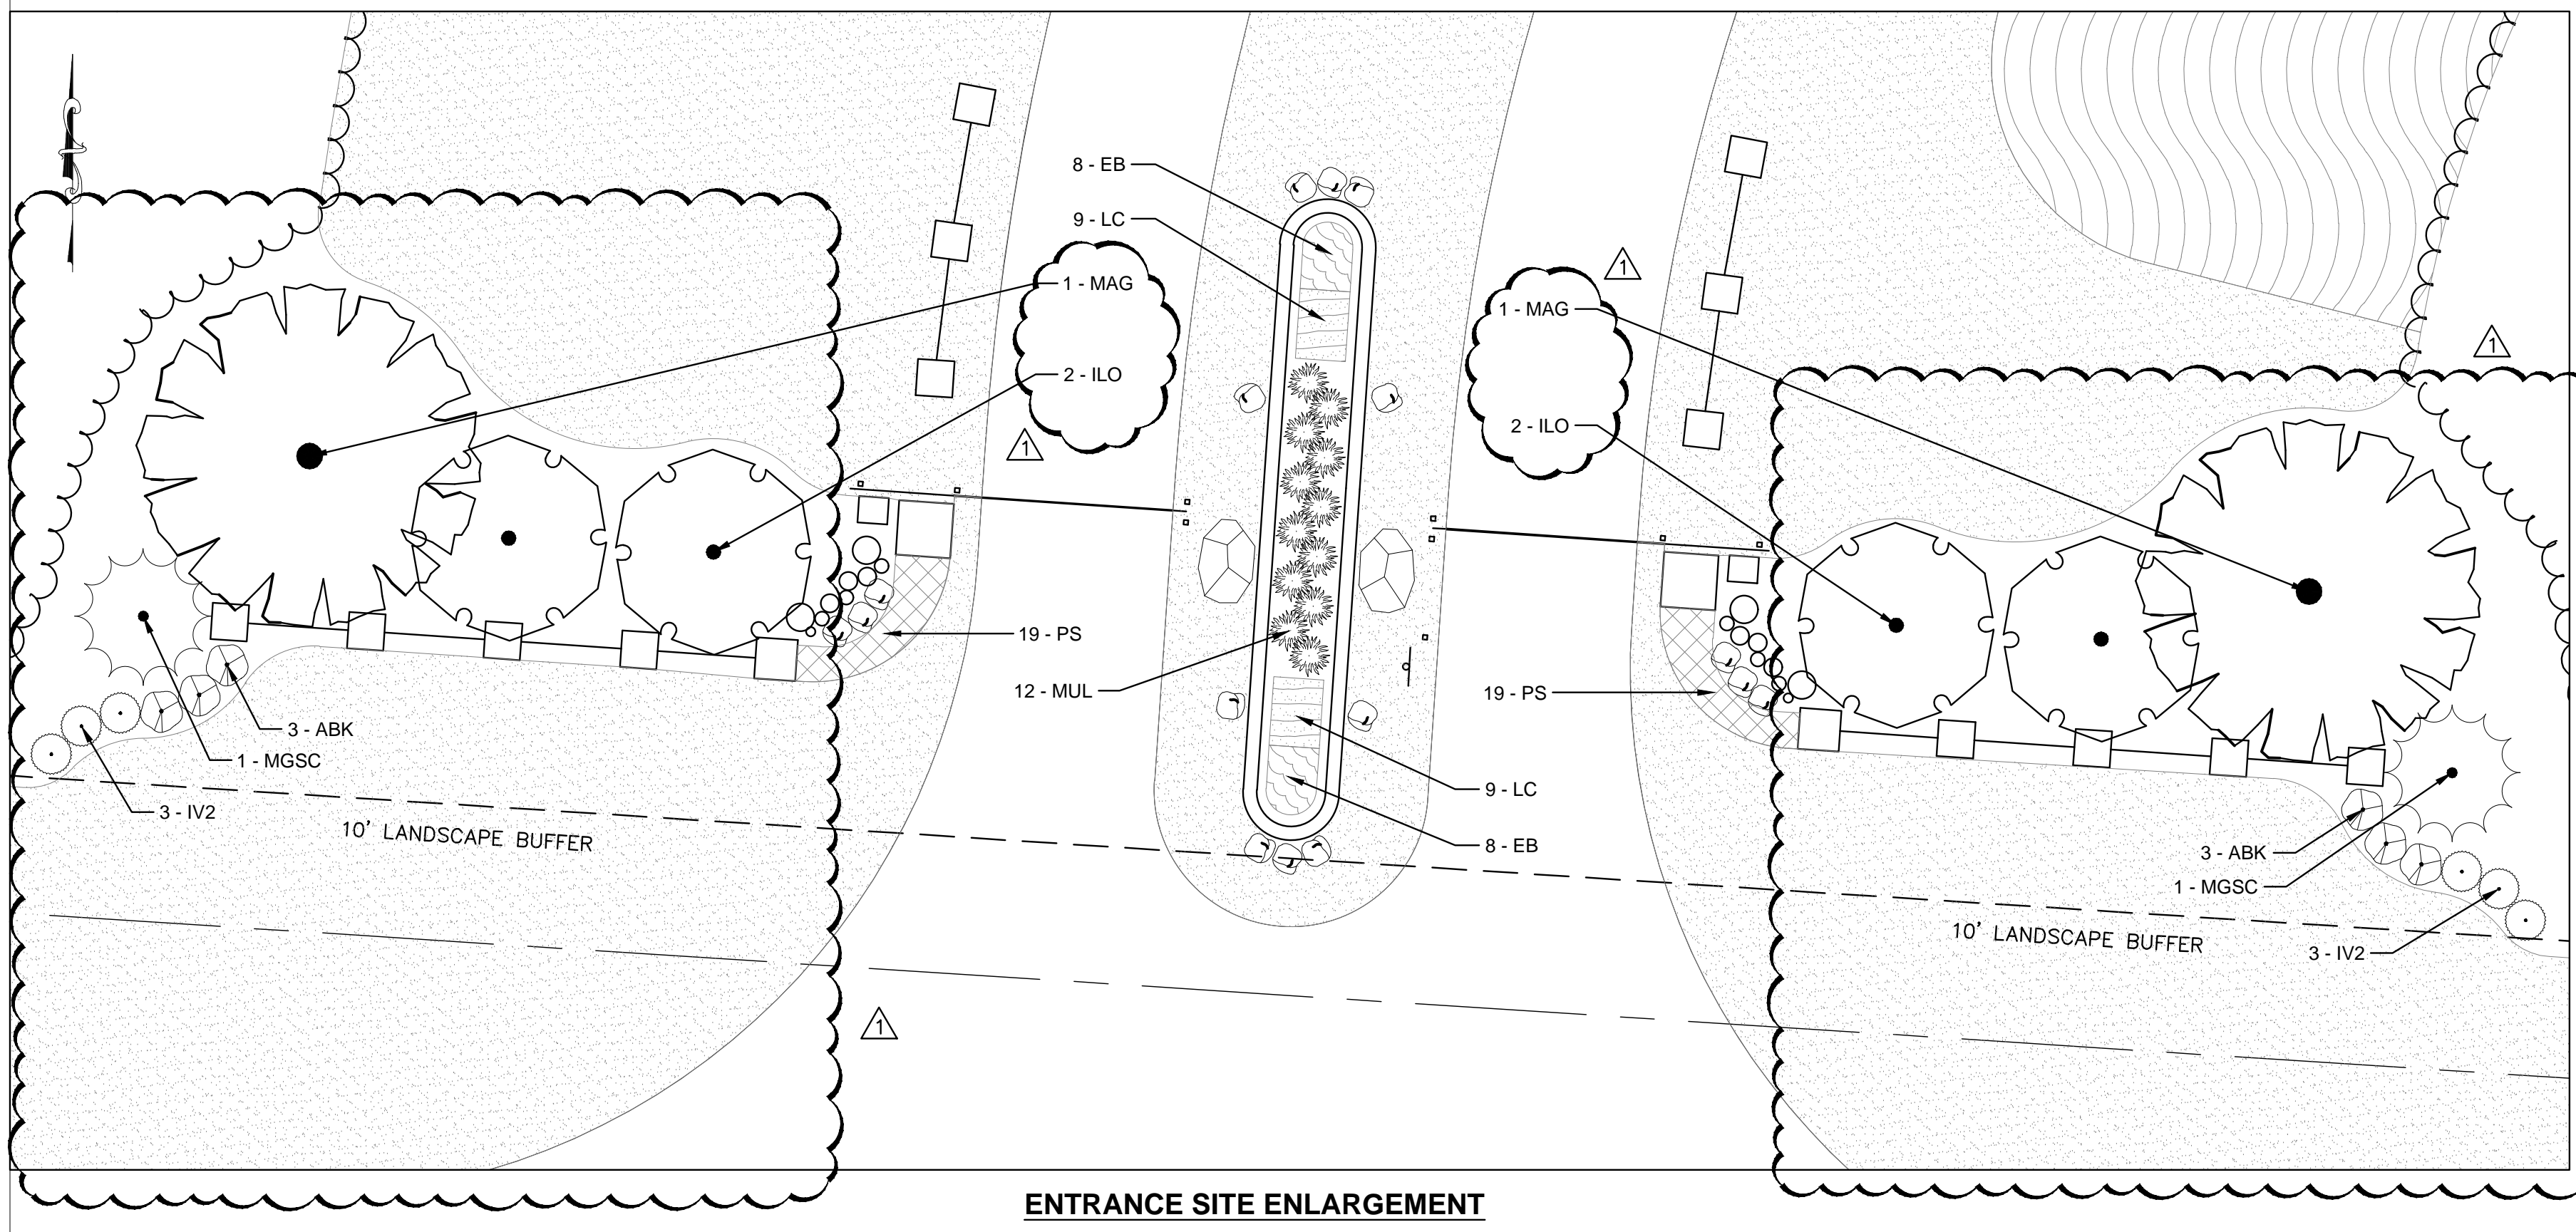 8 - EB
9 - LC
1 - MAG
2 - ILO
1
1
1 - MAG
2 - ILO
1
19 - PS
12 - MUL
19 - PS
3 - ABK
1 - MGSC
3 - IV2
10' LANDSCAPE BUFFER
9 - LC
8 - EB
3 - ABK
1 - MGSC
3 - IV2
10' LANDSCAPE BUFFER
1
ENTRANCE SITE ENLARGEMENT